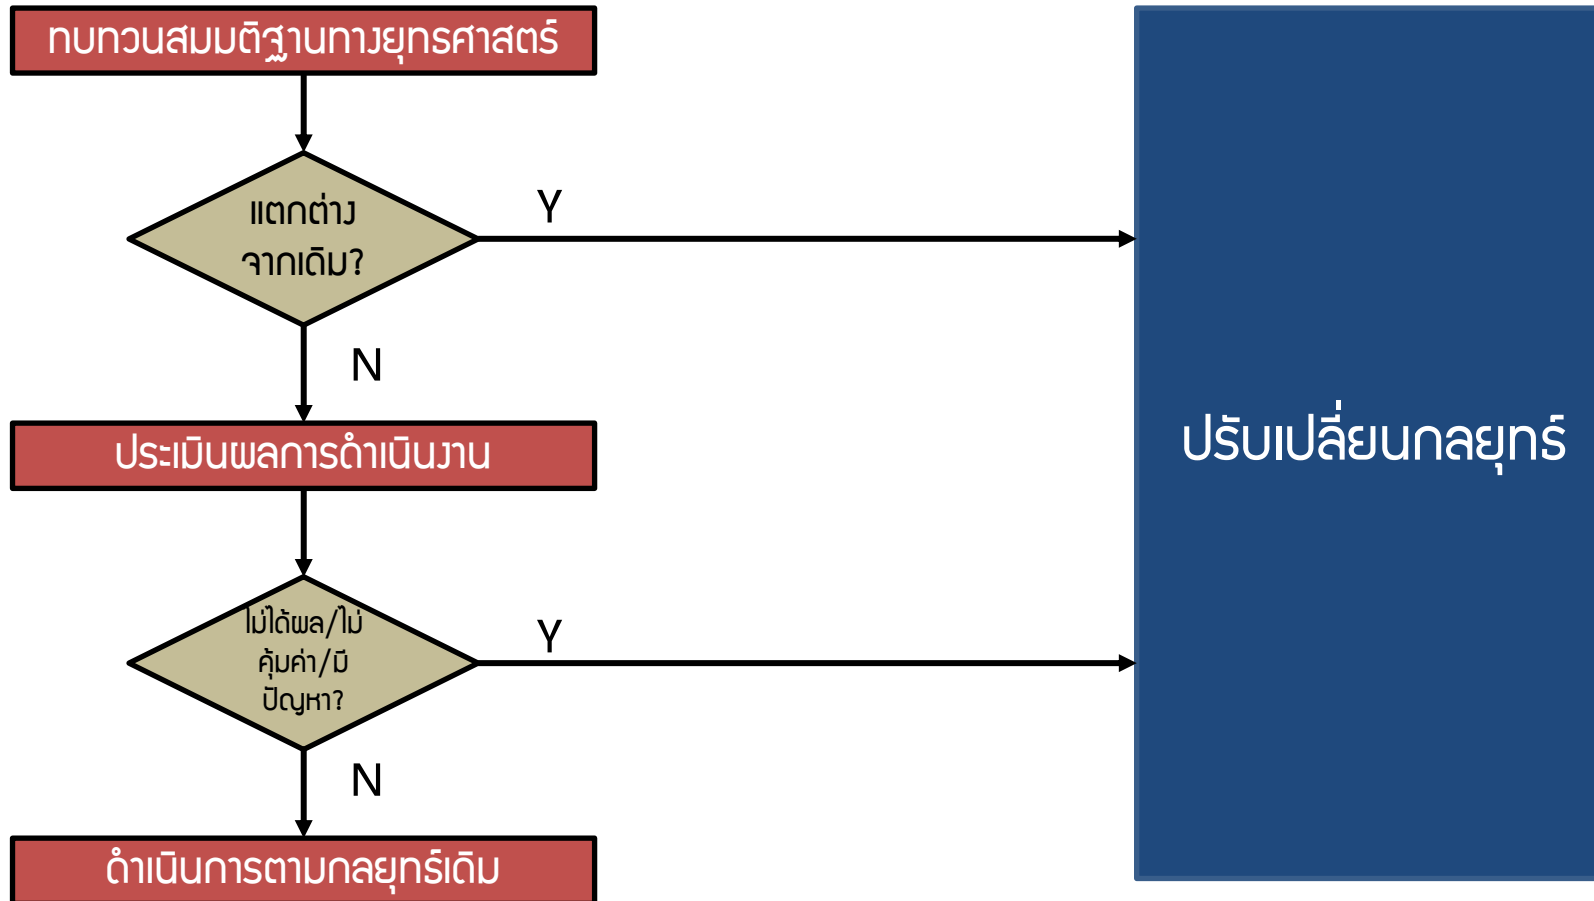 ทบทวนสมมติฐานทางยุทธศาสตร์
แตกต่าง
จากเดิม?
Y
N
ประเมินผลการดำเนินงาน
ปรับเปลี่ยนกลยุทธ์
ไม่ได้ผล/ไม่
คุ้มค่า/มี
ปัญหา?
Y
N
ดำเนินการตามกลยุทธ์เดิม